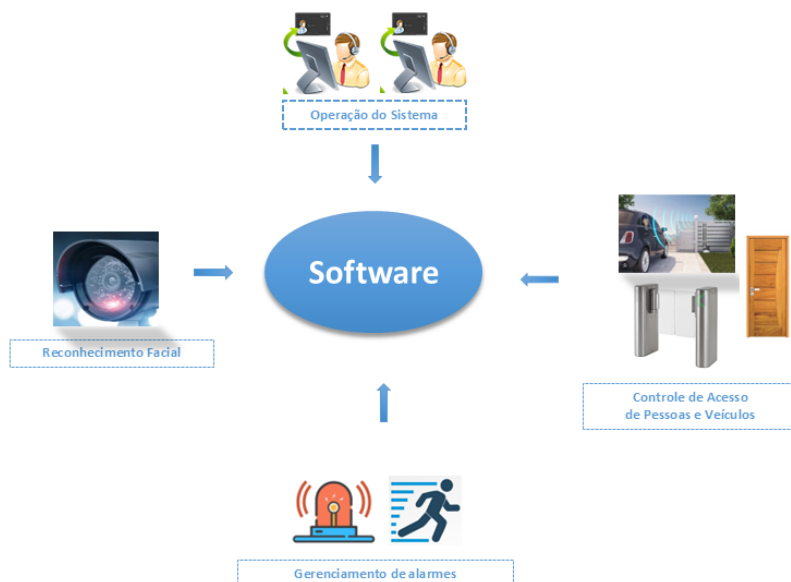 Operação do Sistema
Software
Reconhecimento Facial
Controle de Acesso
de Pessoas e Veículos
Gerenciamento de alarmes